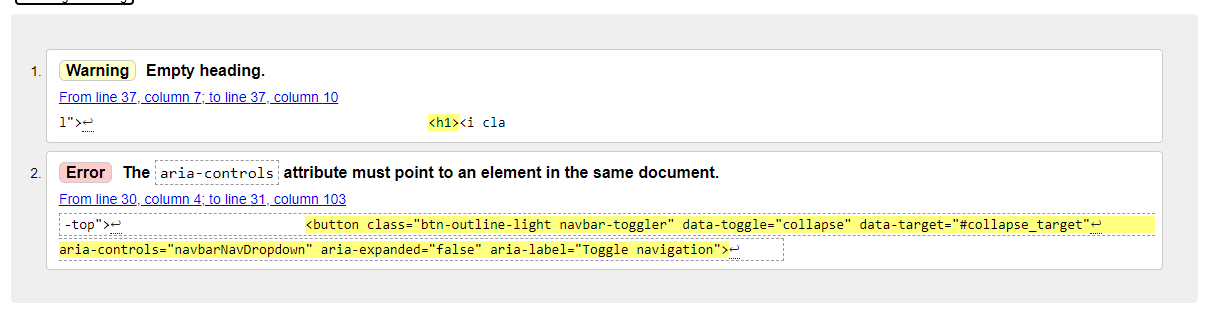 1. Warning Empty heading.
From line 37, column 7; to line 37, column 10
l">↩ <h1><i cla
2. Error The aria-controls attribute must point to an element in the same document.
From line 30, column 4; to line 31, column 103
-top">↩ <button class="btn-outline-light navbar-toggler" data-toggle="collapse" data-target="#collapse_target"↩
aria-controls="navbarNavDropdown" aria-expanded="false" aria-label="Toggle navigation">↩